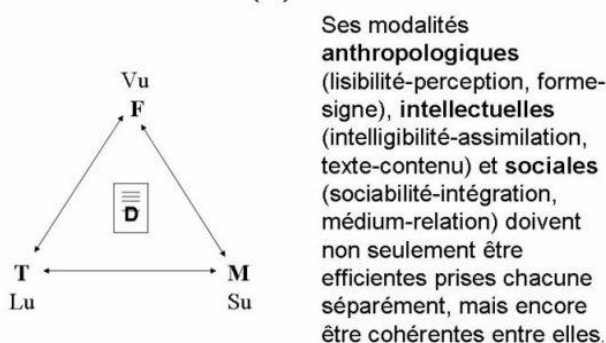 Vu
F
D
T
M
Lu
Su
Ses modalités
anthropologiques
(lisibilité-perception, forme-
signe), intellectuelles
(intelligibilité-assimilation,
texte-contenu) et sociales
(sociabilité-intégration,
médium-relation) doivent
non seulement être
efficientes prises chacune
séparément, mais encore
être cohérentes entre elles.